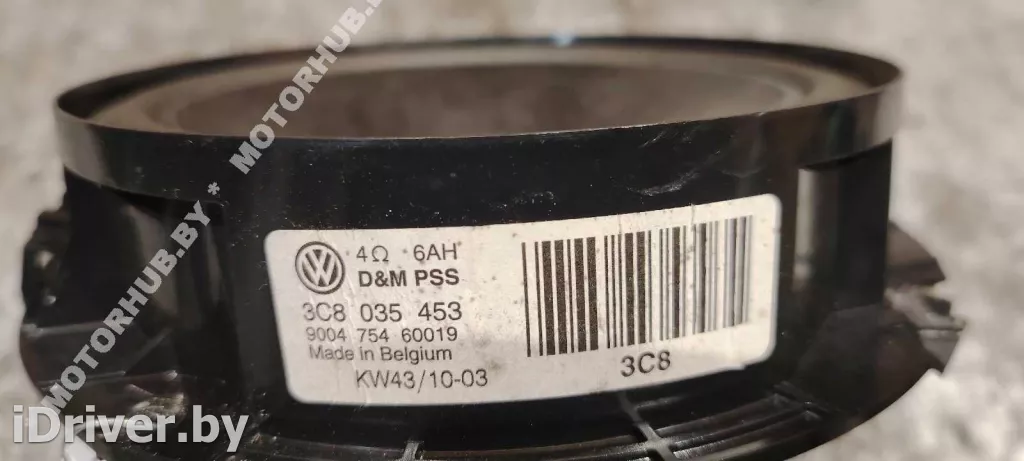 MOTORHUB.BY * MOTORHUB.BY
4Ω 6AH
D&M PSS
3C8 035 453
9004 754 60019
Made in Belgium
KW43/10-03
3C8
iDriver.by